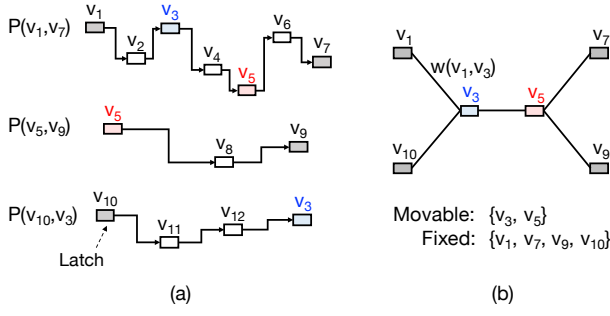 P(v₁,v₇)
v₁
v₂
v₃
v₄
v₅
v₆
v₇
P(v₅,v₉)
v₅
v₈
v₉
P(v₁₀,v₃)
v₁₀
v₁₁
v₁₂
v₃
Latch
(a)
v₁
v₇
w(v₁,v₃)
v₃
v₅
v₁₀
v₉
Movable: {v₃, v₅}
Fixed: {v₁, v₇, v₉, v₁₀}
(b)